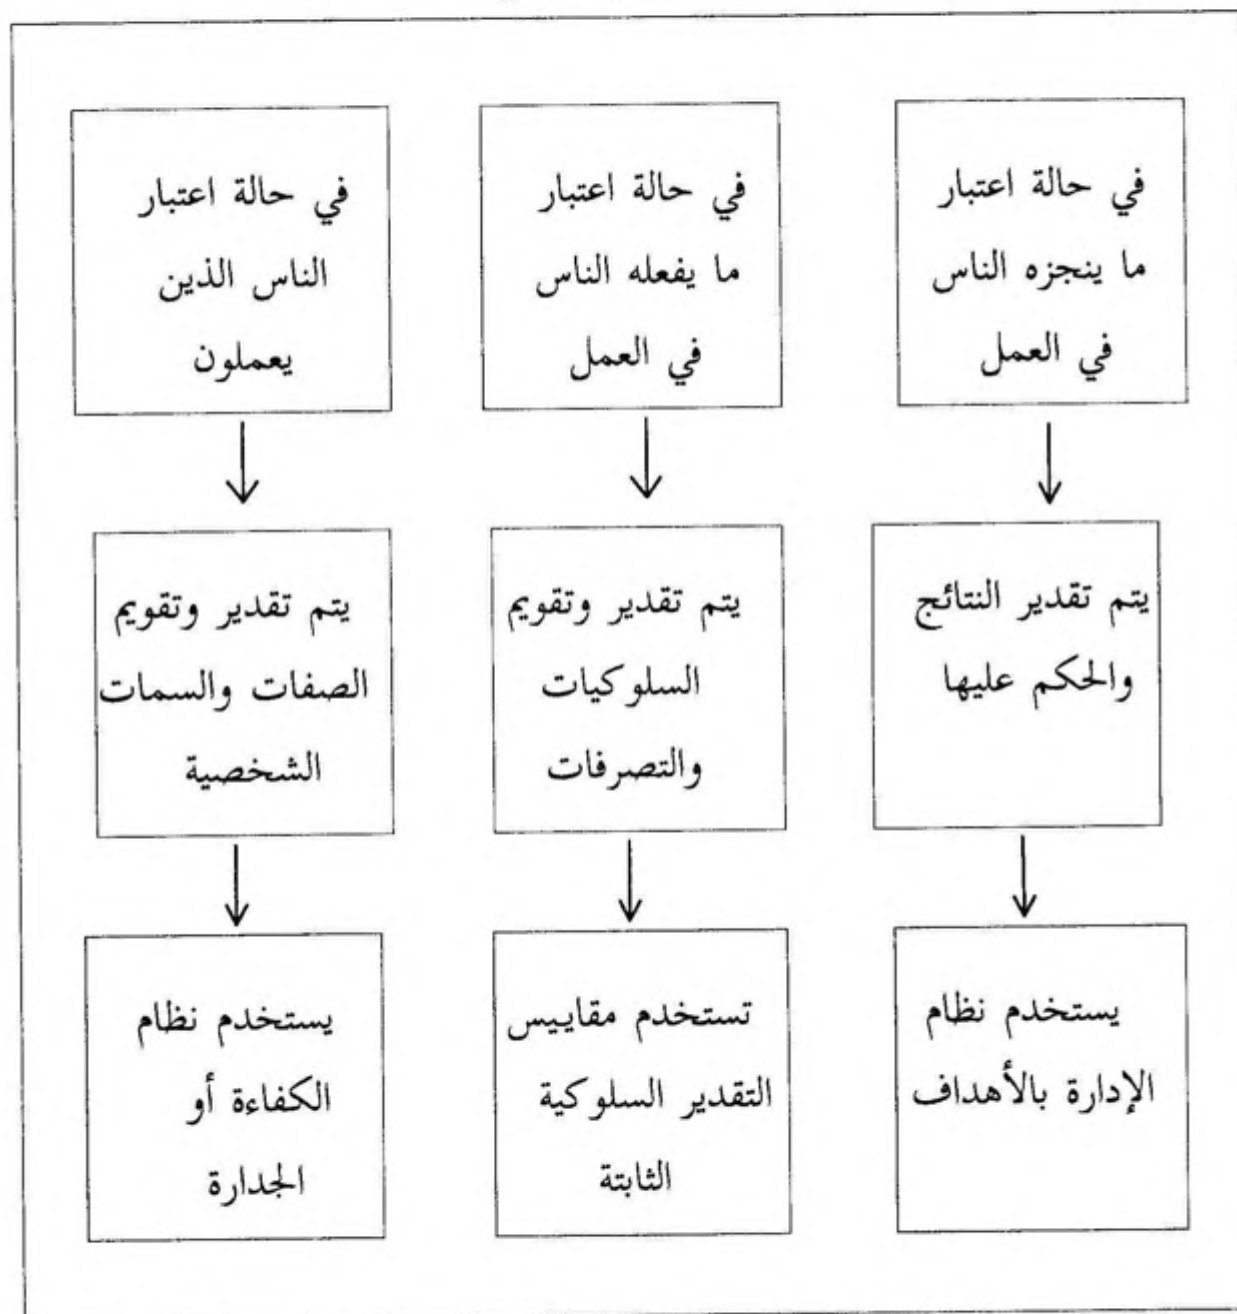 في حالة اعتبار
ما ينجزه الناس
في العمل
في حالة اعتبار
ما يفعله الناس
في العمل
في حالة اعتبار
الناس الذين
يعملون
يتم تقدير النتائج
والحكم عليها
يتم تقدير وتقويم
السلوكيات
والتصرفات
يتم تقدير وتقويم
الصفات والسمات
الشخصية
يستخدم نظام
الإدارة بالأهداف
تستخدم مقاييس
التقدير السلوكية
الثابتة
يستخدم نظام
الكفاءة أو
الجدارة